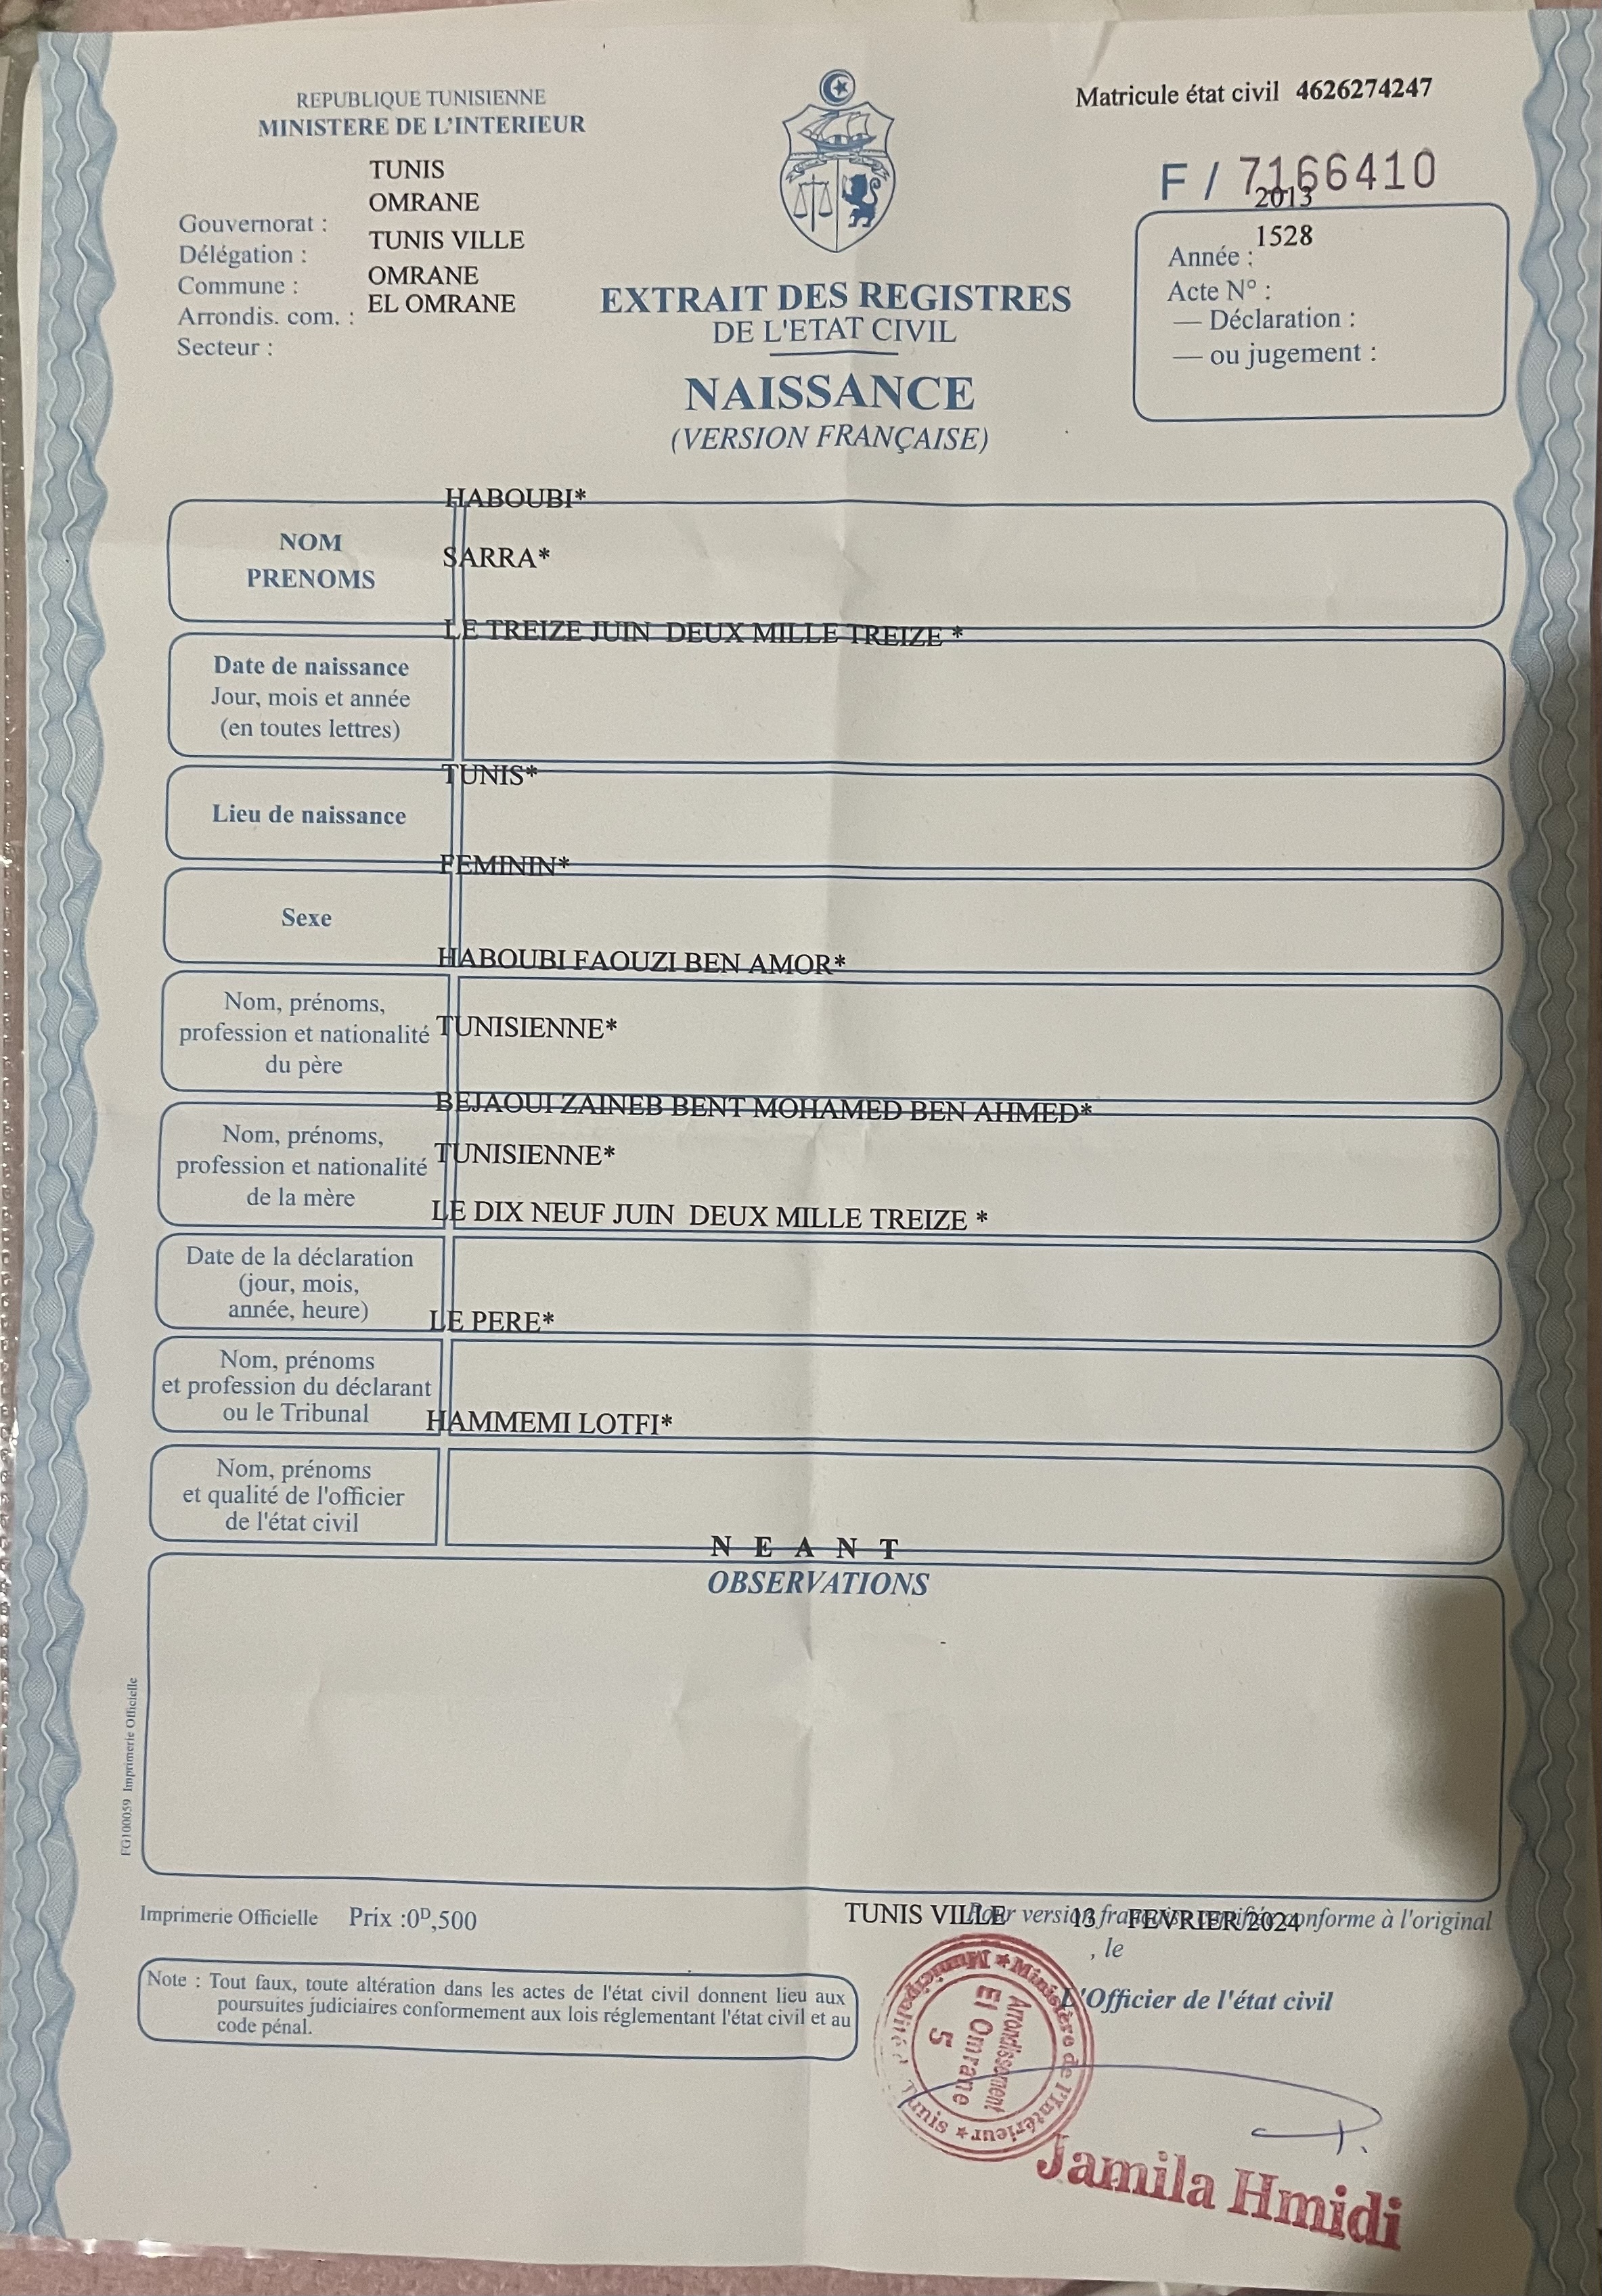 REPUBLIQUE TUNISIENNE
MINISTERE DE L'INTERIEUR
Matricule état civil 4626274247
F / 7166410
TUNIS
OMRANE
TUNIS VILLE
OMRANE
EL OMRANE
Gouvernorat :
Délégation :
Commune :
Arrondis. com. :
Secteur :
2013
1528
Année :
Acte N° :
— Déclaration :
— ou jugement :
EXTRAIT DES REGISTRES
DE L'ETAT CIVIL
NAISSANCE
(VERSION FRANÇAISE)
HABOUBI*
NOM
SARRA*
PRENOMS
LE TREIZE JUIN DEUX MILLE TREIZE *
Date de naissance
Jour, mois et année
(en toutes lettres)
TUNIS*
Lieu de naissance
FEMININ*
Sexe
HABOUBI FAOUZI BEN AMOR*
Nom, prénoms,
profession et nationalité
du père
TUNISIENNE*
BEJAOUI ZAINEB BENT MOHAMED BEN AHMED*
Nom, prénoms,
profession et nationalité
de la mère
TUNISIENNE*
LE DIX NEUF JUIN DEUX MILLE TREIZE *
Date de la déclaration
(jour, mois,
année, heure)
LE PERE*
Nom, prénoms
et profession du déclarant
ou le Tribunal
HAMMEMI LOTFI*
Nom, prénoms
et qualité de l'officier
de l'état civil
N E A N T
OBSERVATIONS
FG100059 Imprimerie Officielle
Imprimerie Officielle Prix :0ᴰ,500
TUNIS VILLE 13 FEVRIER 2024
Pour version française certifiée conforme à l'original
, le
L'Officier de l'état civil
Note : Tout faux, toute altération dans les actes de l'état civil donnent lieu aux
poursuites judiciaires conformement aux lois réglementant l'état civil et au
code pénal.
★ Ministère de l'Intérieur ★ Municipalité Tunis
Arrondissement
El Omrane
5
Jamila Hmidi